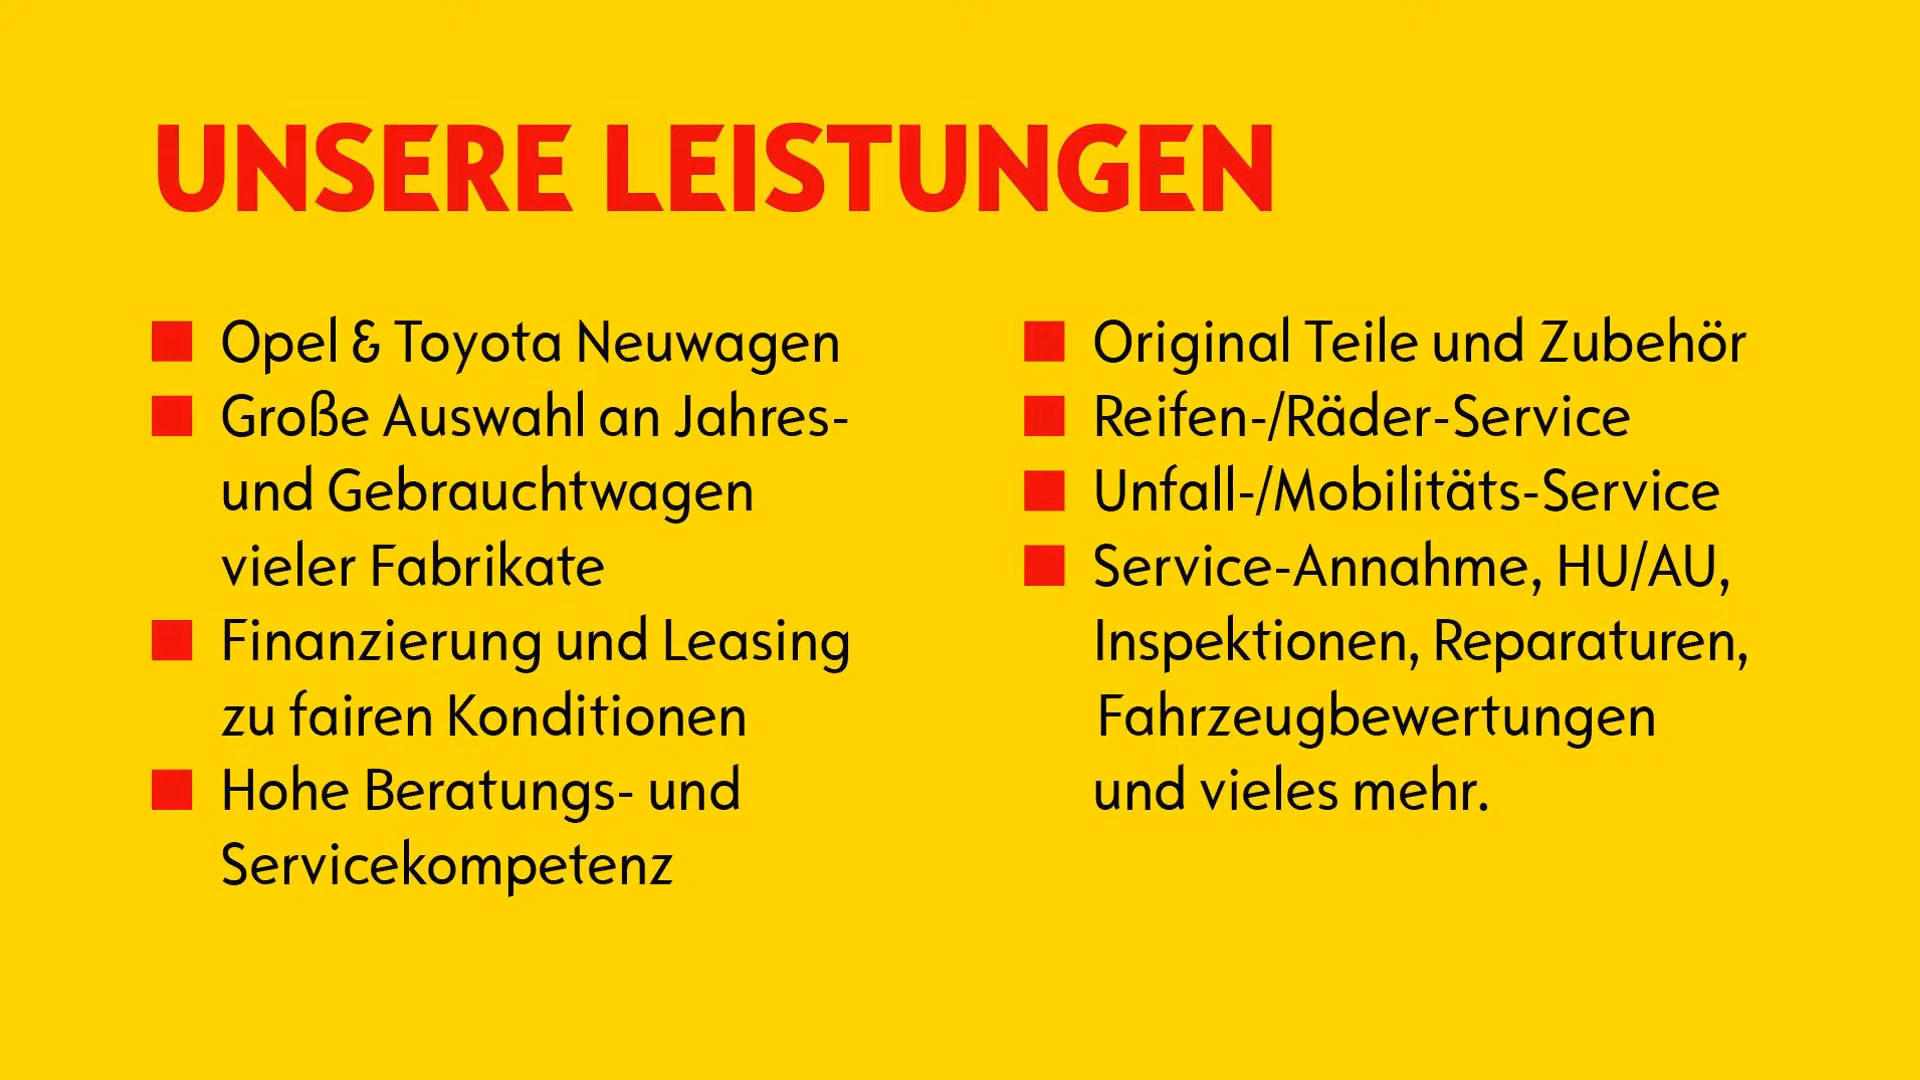 UNSERE LEISTUNGEN
Opel & Toyota Neuwagen
Große Auswahl an Jahres-
und Gebrauchtwagen
vieler Fabrikate
Finanzierung und Leasing
zu fairen Konditionen
Hohe Beratungs- und
Servicekompetenz
Original Teile und Zubehör
Reifen-/Räder-Service
Unfall-/Mobilitäts-Service
Service-Annahme, HU/AU,
Inspektionen, Reparaturen,
Fahrzeugbewertungen
und vieles mehr.